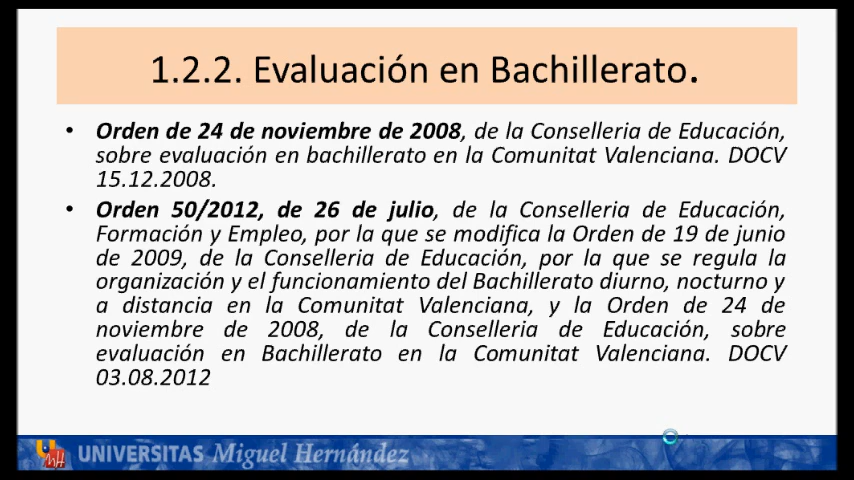 1.2.2. Evaluación en Bachillerato.
• Orden de 24 de noviembre de 2008, de la Conselleria de Educación,
sobre evaluación en bachillerato en la Comunitat Valenciana. DOCV
15.12.2008.
• Orden 50/2012, de 26 de julio, de la Conselleria de Educación,
Formación y Empleo, por la que se modifica la Orden de 19 de junio
de 2009, de la Conselleria de Educación, por la que se regula la
organización y el funcionamiento del Bachillerato diurno, nocturno y
a distancia en la Comunitat Valenciana, y la Orden de 24 de
noviembre de 2008, de la Conselleria de Educación, sobre
evaluación en Bachillerato en la Comunitat Valenciana. DOCV
03.08.2012
UNIVERSITAS Miguel Hernández